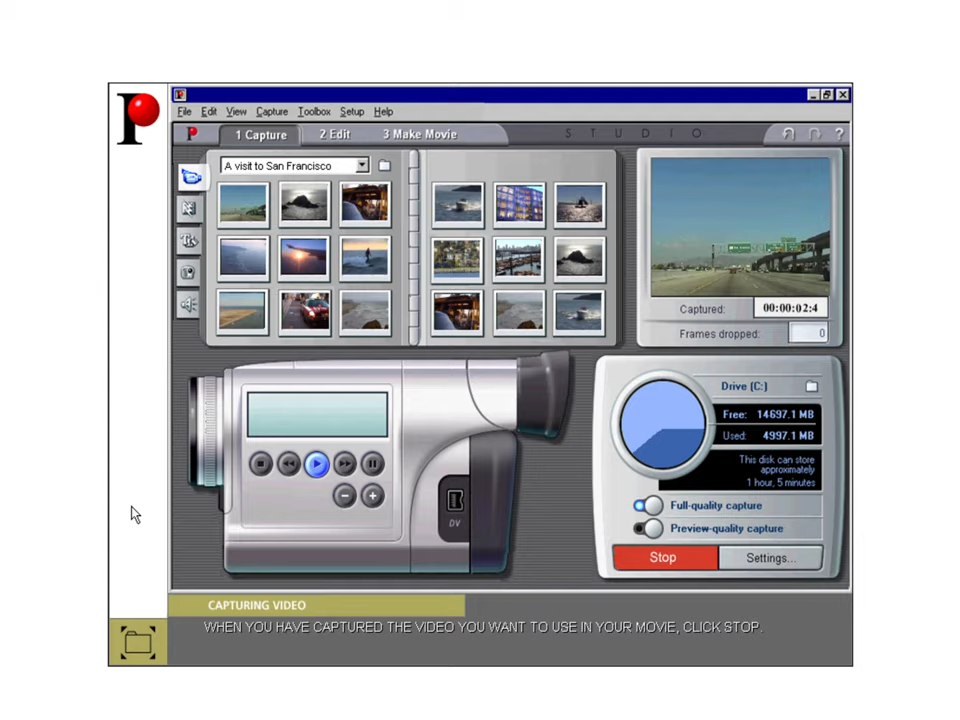 P
File Edit View Capture Toolbox Setup Help
1 Capture 2 Edit 3 Make Movie STUDIO ?
A visit to San Francisco
Captured: 00:00:02:4
Frames dropped: 0
Drive (C:)
Free: 14697.1 MB
Used: 4997.1 MB
This disk can store
approximately
1 hour, 5 minutes
Full-quality capture
Preview-quality capture
Stop Settings...
DV
CAPTURING VIDEO
WHEN YOU HAVE CAPTURED THE VIDEO YOU WANT TO USE IN YOUR MOVIE, CLICK STOP.